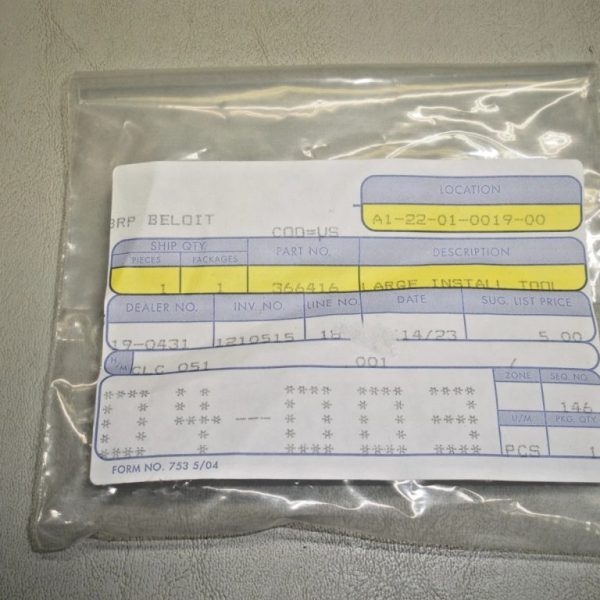 LOCATION
BRP BELOIT A1-22-01-0019-00
COO=US
SHIP QTY PART NO. DESCRIPTION
PIECES PACKAGES
1 1 366416 LARGE INSTALL TOOL
DEALER NO. INV. NO. LINE NO. DATE SUG. LIST PRICE
19-0431 1210515 14/23 5.00
H/M CLC 051 001 /
ZONE SEQ. NO.
146
U/M PKG. QTY
PCS 1
FORM NO. 753 5/04